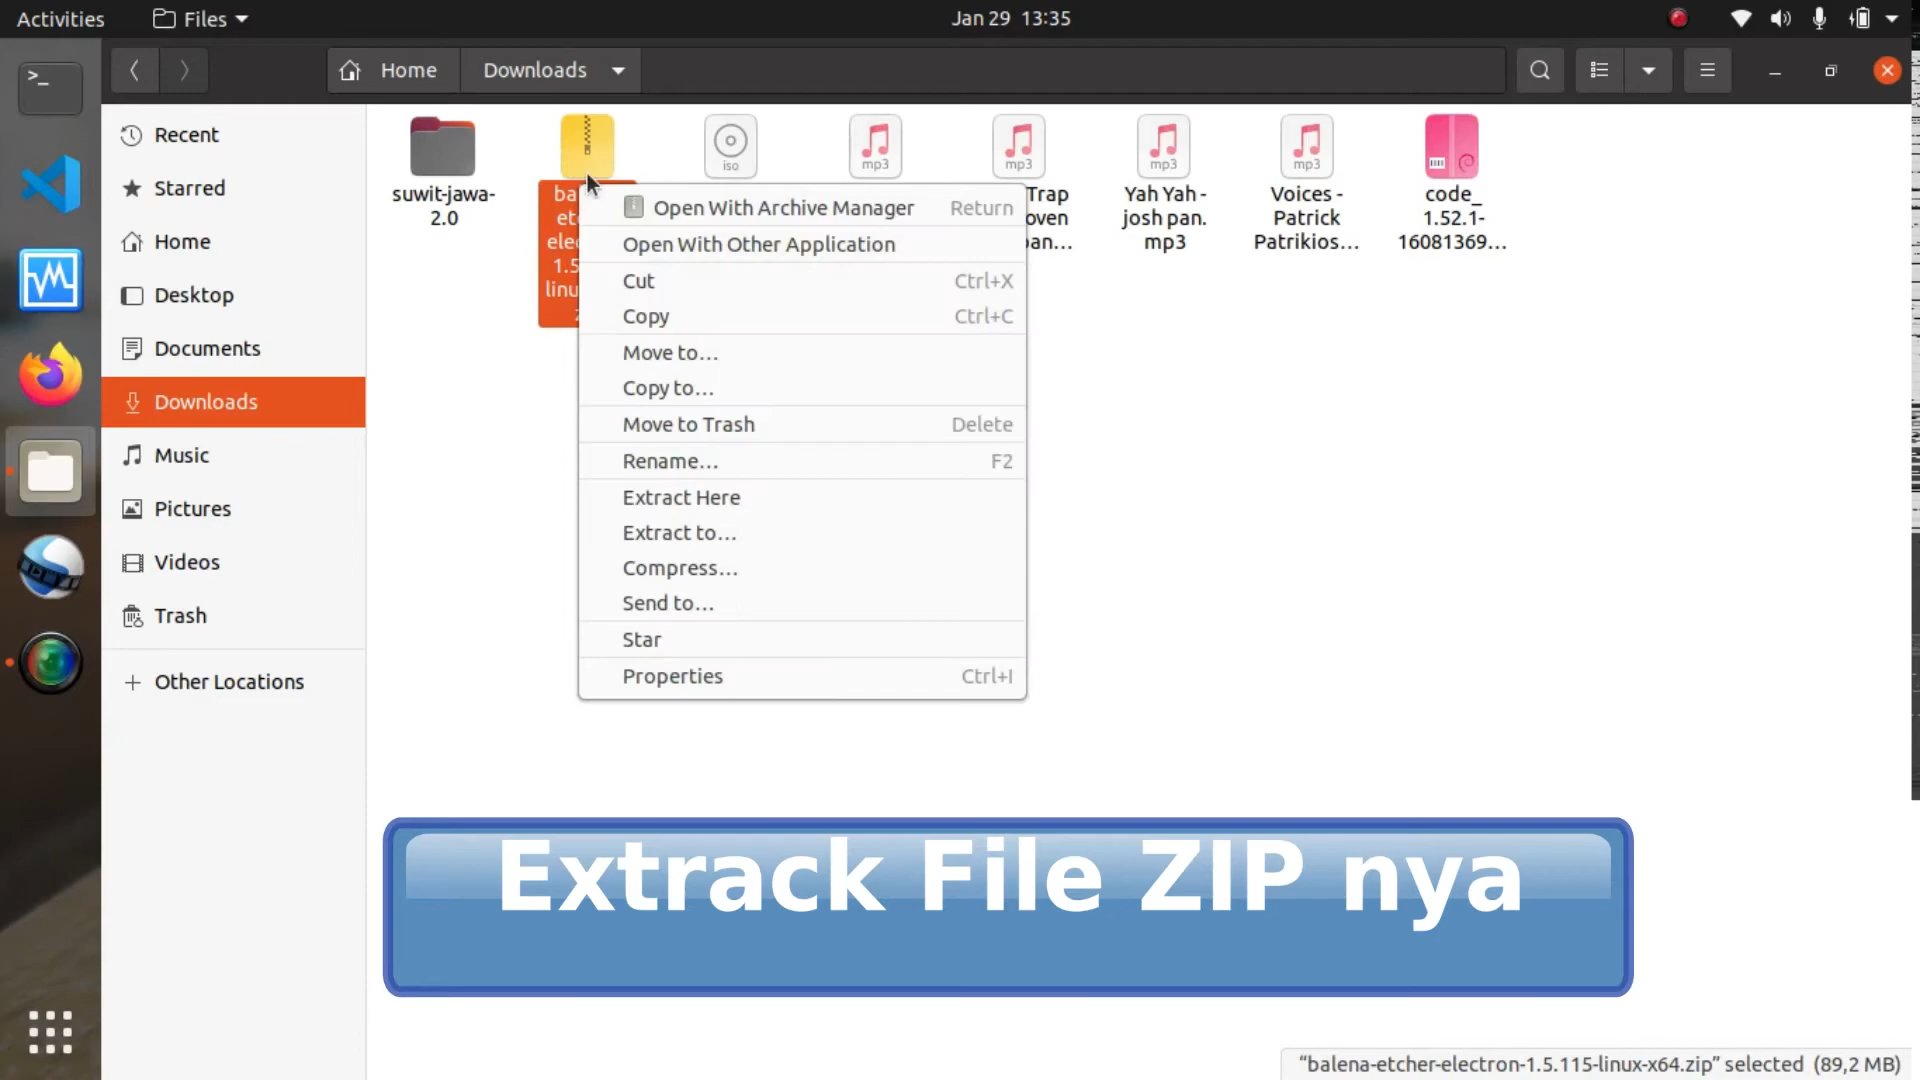 Activities
Files
Jan 29 13:35
>_
Home
Downloads
Recent
Starred
Home
Desktop
Documents
Downloads
Music
Pictures
Videos
Trash
Other Locations
suwit-jawa-
2.0
iso
mp3
mp3
Trap
mp3
Yah Yah -
josh pan.
mp3
mp3
Voices -
Patrick
Patrikios...
code_
1.52.1-
16081369...
Open With Archive Manager Return
Open With Other Application
Cut Ctrl+X
Copy Ctrl+C
Move to...
Copy to...
Move to Trash Delete
Rename... F2
Extract Here
Extract to...
Compress...
Send to...
Star
Properties Ctrl+I
Extrack File ZIP nya
“balena-etcher-electron-1.5.115-linux-x64.zip” selected (89,2 MB)